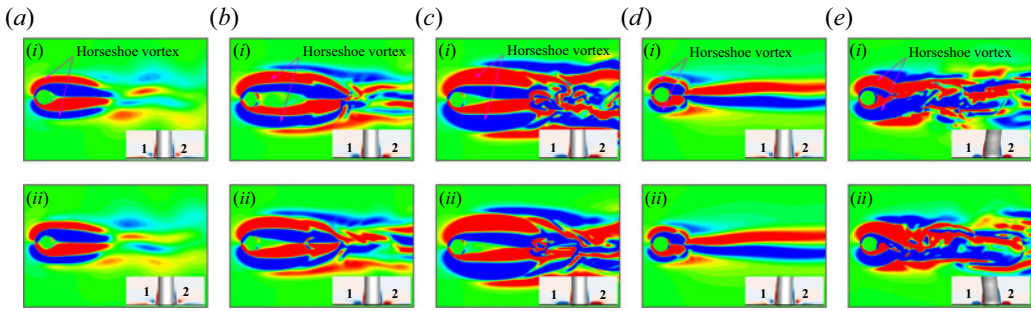 (a) (b) (c) (d) (e)
(i) Horseshoe vortex (i) Horseshoe vortex (i) Horseshoe vortex (i) Horseshoe vortex (i) Horseshoe vortex
1 2 1 2 1 2 1 2 1 2
(ii) (ii) (ii) (ii) (ii)
1 2 1 2 1 2 1 2 1 2